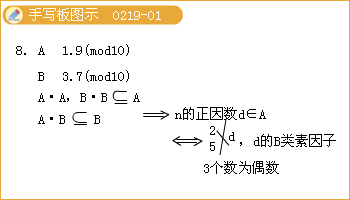 手写板图示 0219-01
8. A 1.9(mod10)
B 3.7(mod10)
A·A，B·B⊆A
A·B⊆B
⟹ n的正因数d∈A
⟺ 2 5∤d，d的B类素因子
3个数为偶数